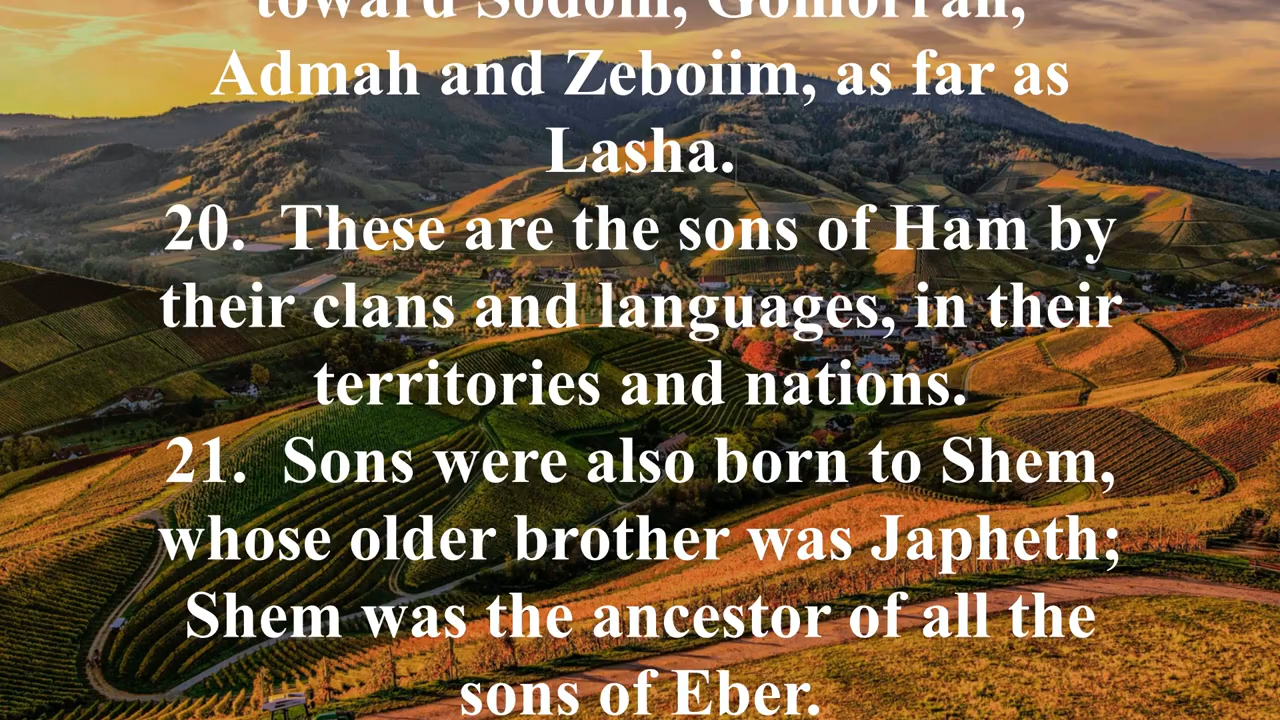 toward Sodom, Gomorrah,
Admah and Zeboiim, as far as
Lasha.
20. These are the sons of Ham by
their clans and languages, in their
territories and nations.
21. Sons were also born to Shem,
whose older brother was Japheth;
Shem was the ancestor of all the
sons of Eber.